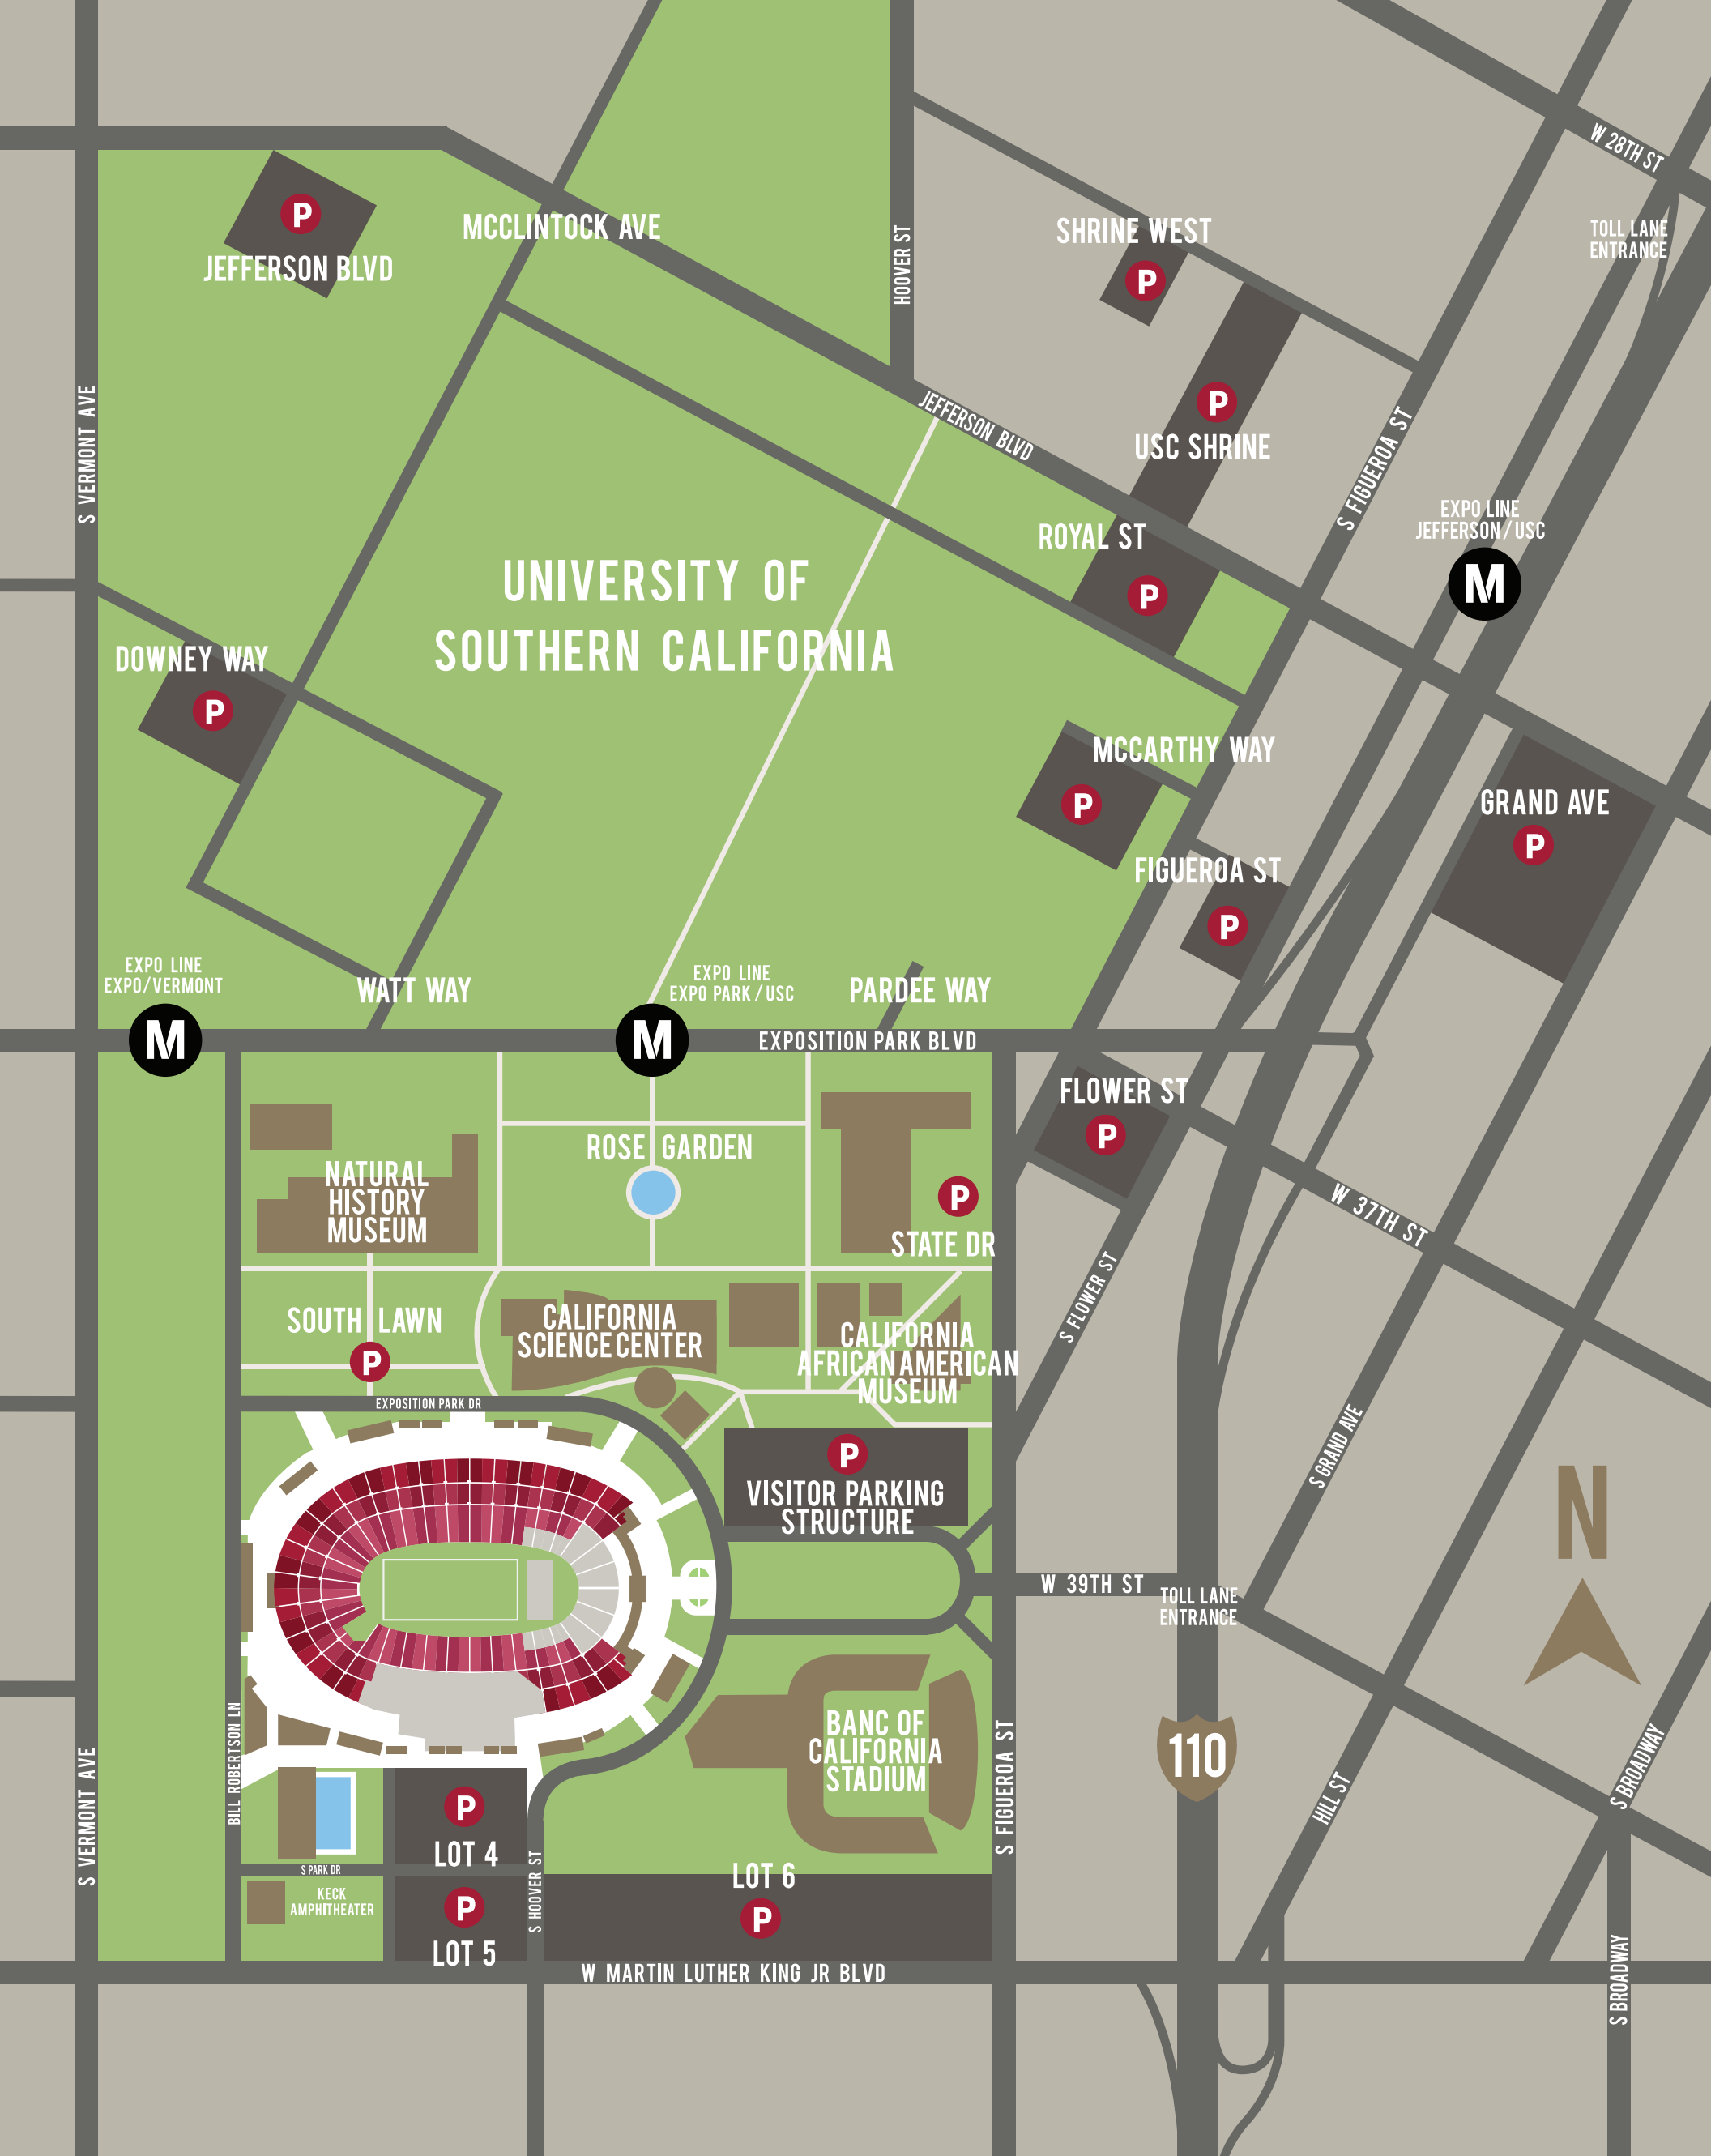 W 28TH ST
P
JEFFERSON BLVD
MCCLINTOCK AVE
HOOVER ST
SHRINE WEST
P
TOLL LANE
ENTRANCE
S VERMONT AVE
JEFFERSON BLVD
P
USC SHRINE
S FIGUEROA ST
EXPO LINE
JEFFERSON/USC
M
ROYAL ST
P
UNIVERSITY OF
SOUTHERN CALIFORNIA
DOWNEY WAY
P
MCCARTHY WAY
P
GRAND AVE
P
FIGUEROA ST
P
EXPO LINE
EXPO/VERMONT
M
WATT WAY
EXPO LINE
EXPO PARK/USC
M
PARDEE WAY
EXPOSITION PARK BLVD
FLOWER ST
P
NATURAL
HISTORY
MUSEUM
ROSE GARDEN
P
STATE DR
W 37TH ST
S FLOWER ST
SOUTH LAWN
P
CALIFORNIA
SCIENCE CENTER
CALIFORNIA
AFRICAN AMERICAN
MUSEUM
EXPOSITION PARK DR
S GRAND AVE
P
VISITOR PARKING
STRUCTURE
N
W 39TH ST
TOLL LANE
ENTRANCE
BANC OF
CALIFORNIA
STADIUM
110
S FIGUEROA ST
HILL ST
S BROADWAY
S VERMONT AVE
BILL ROBERTSON LN
P
LOT 4
S PARK DR
KECK
AMPHITHEATER
P
LOT 5
S HOOVER ST
LOT 6
P
W MARTIN LUTHER KING JR BLVD
S BROADWAY